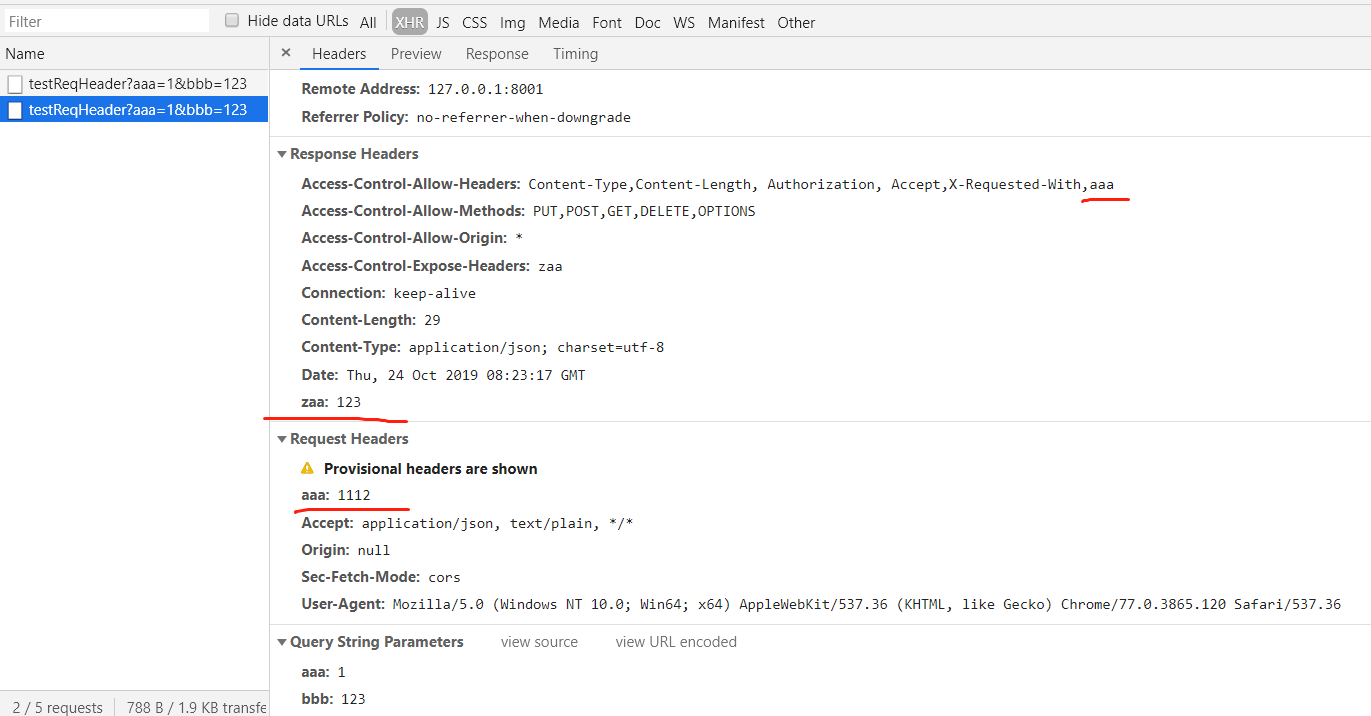 Filter Hide data URLs All XHR JS CSS Img Media Font Doc WS Manifest Other
Name
testReqHeader?aaa=1&bbb=123
testReqHeader?aaa=1&bbb=123
2 / 5 requests 788 B / 1.9 KB transfe
× Headers Preview Response Timing
Remote Address: 127.0.0.1:8001
Referrer Policy: no-referrer-when-downgrade
Response Headers
Access-Control-Allow-Headers: Content-Type,Content-Length, Authorization, Accept,X-Requested-With,aaa
Access-Control-Allow-Methods: PUT,POST,GET,DELETE,OPTIONS
Access-Control-Allow-Origin: *
Access-Control-Expose-Headers: zaa
Connection: keep-alive
Content-Length: 29
Content-Type: application/json; charset=utf-8
Date: Thu, 24 Oct 2019 08:23:17 GMT
zaa: 123
Request Headers
Provisional headers are shown
aaa: 1112
Accept: application/json, text/plain, */*
Origin: null
Sec-Fetch-Mode: cors
User-Agent: Mozilla/5.0 (Windows NT 10.0; Win64; x64) AppleWebKit/537.36 (KHTML, like Gecko) Chrome/77.0.3865.120 Safari/537.36
Query String Parameters view source view URL encoded
aaa: 1
bbb: 123